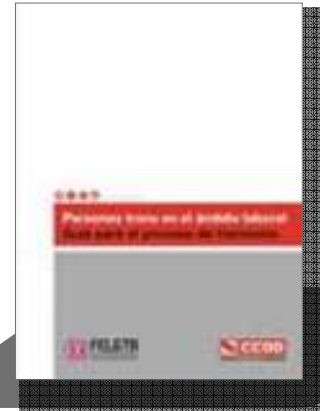 Personas trans en el ámbito laboral
Guía para el proceso de transición
FELGTB
CCOO